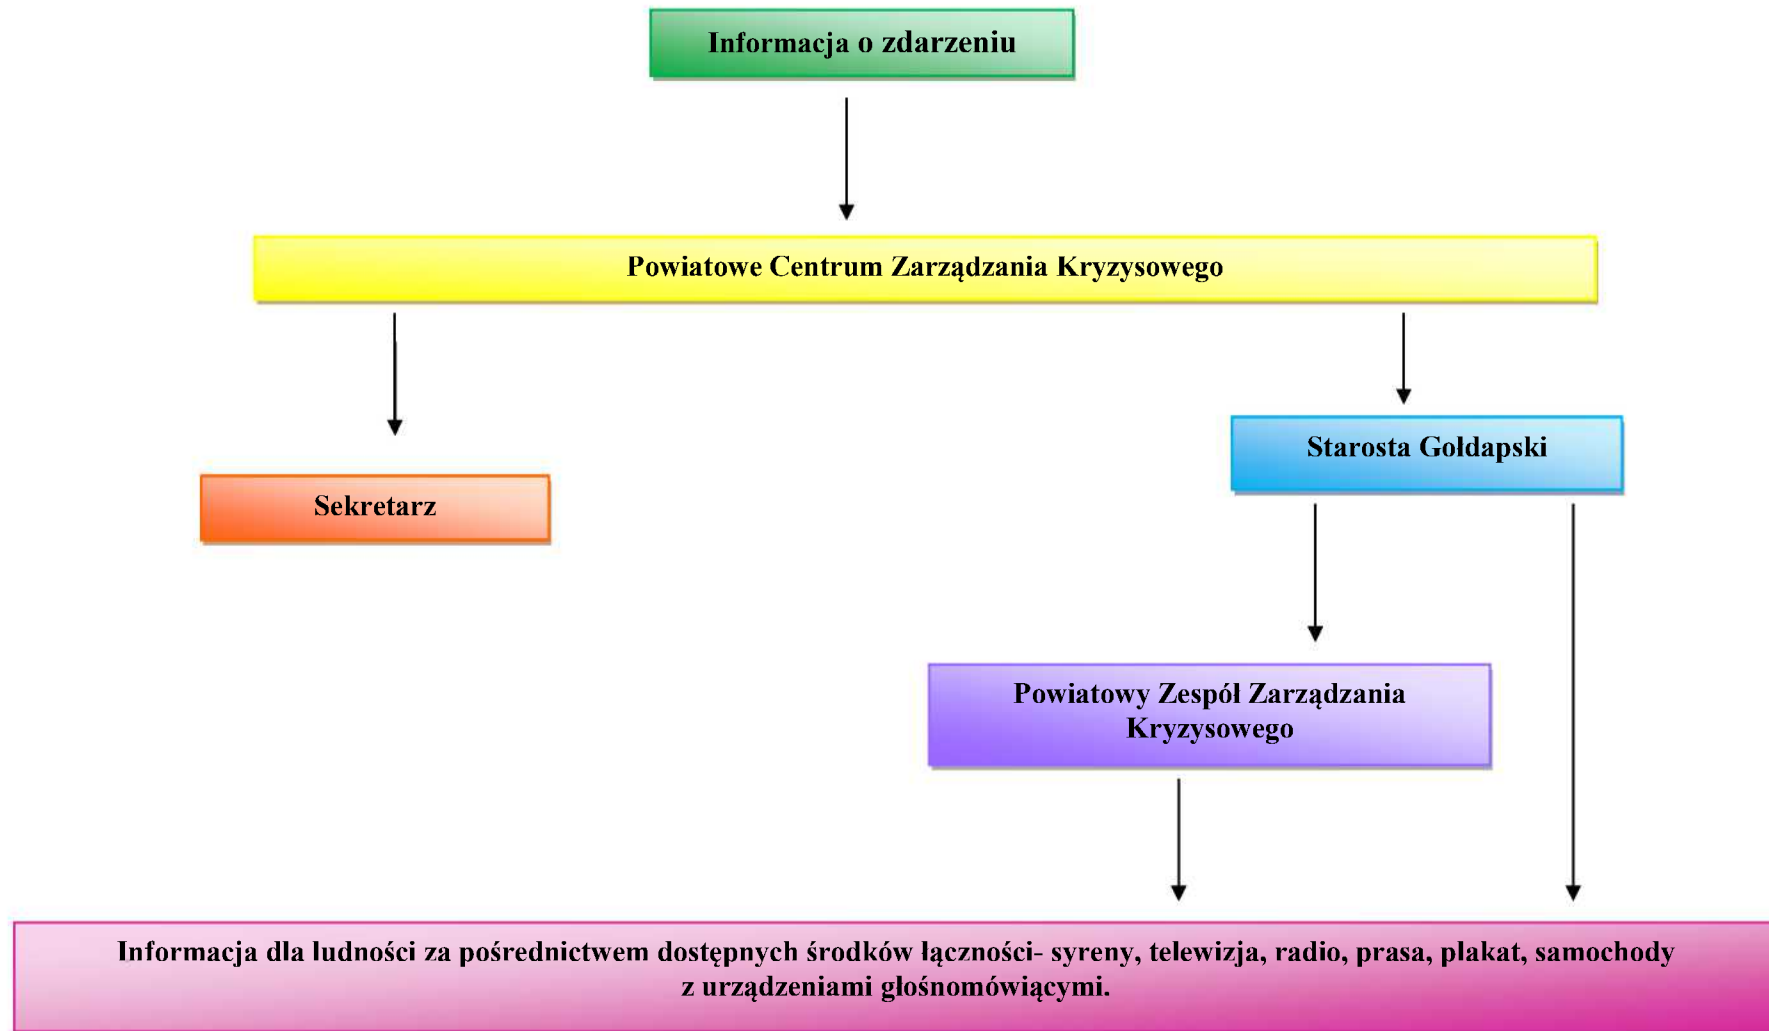 Informacja o zdarzeniu
Powiatowe Centrum Zarządzania Kryzysowego
Starosta Gołdapski
Sekretarz
Powiatowy Zespół Zarządzania
Kryzysowego
Informacja dla ludności za pośrednictwem dostępnych środków łączności- syreny, telewizja, radio, prasa, plakat, samochody
z urządzeniami głośnomówiącymi.